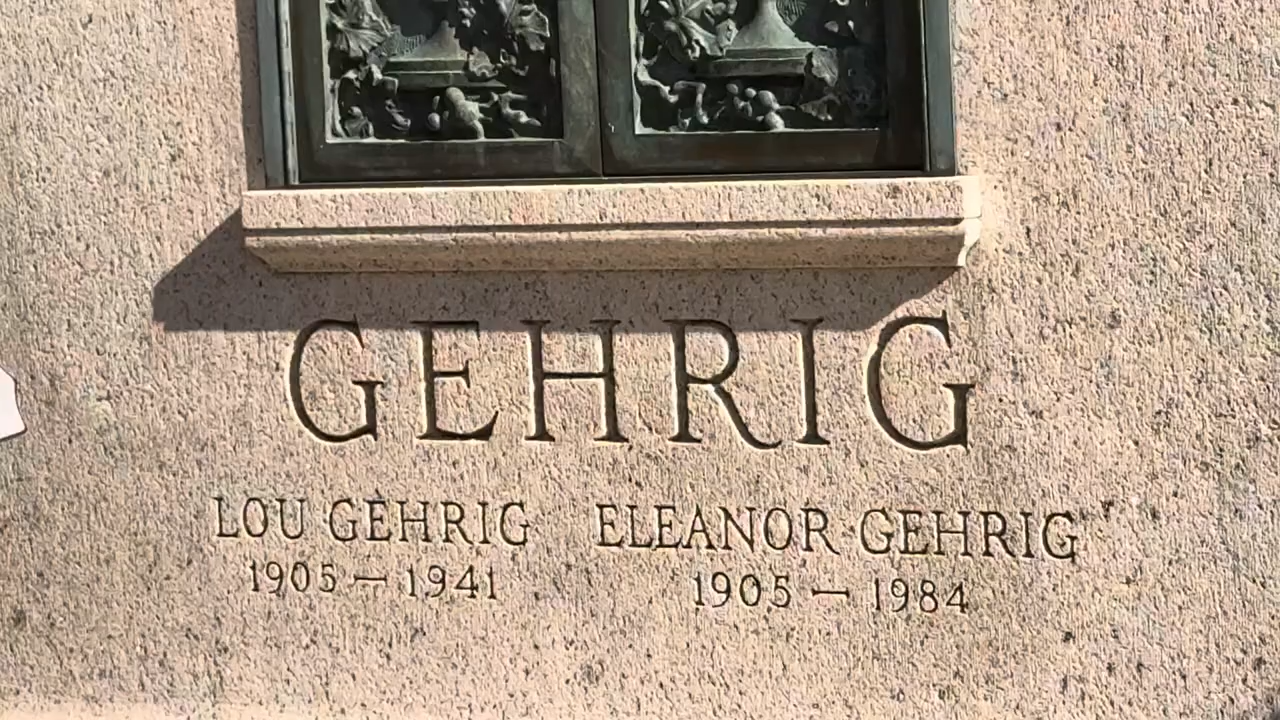 GEHRIG
LOU GEHRIG ELEANOR GEHRIG
1905 — 1941 1905 — 1984